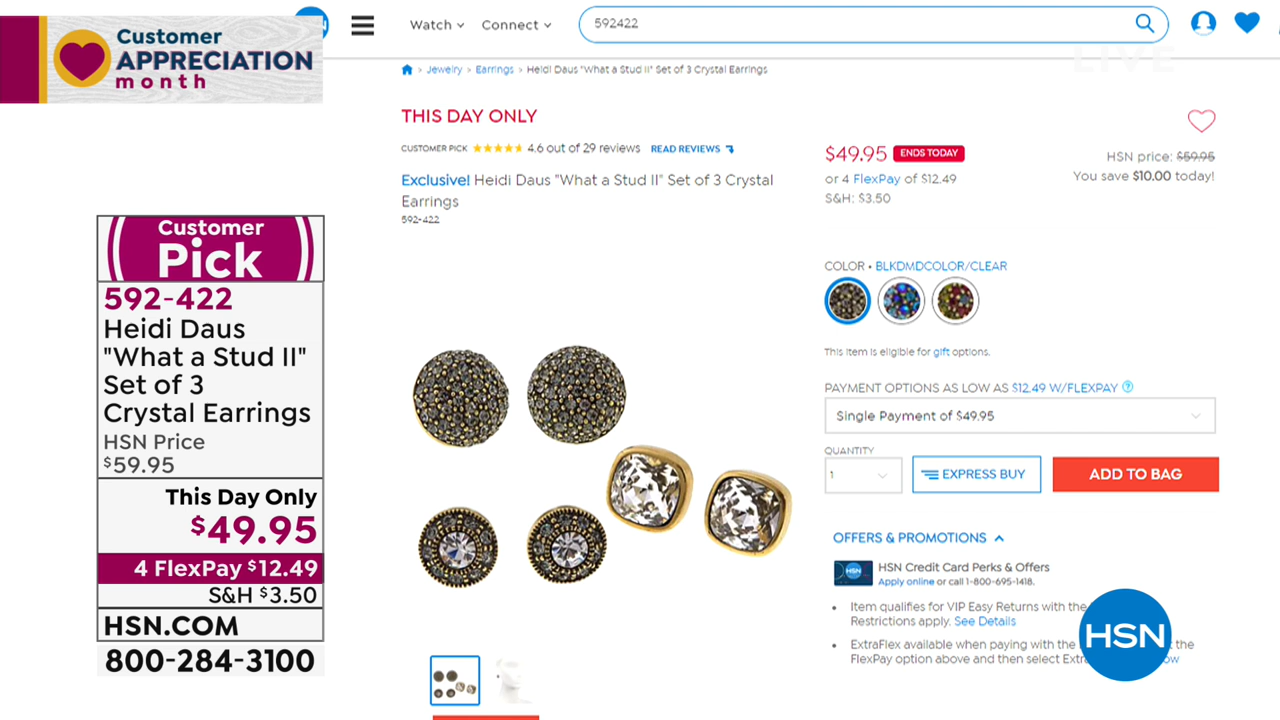 Customer
APPRECIATION
month
Watch
Connect
592422
LIVE
Jewelry > Earrings > Heidi Daus "What a Stud II" Set of 3 Crystal Earrings
THIS DAY ONLY
CUSTOMER PICK 4.6 out of 29 reviews READ REVIEWS
Exclusive! Heidi Daus "What a Stud II" Set of 3 Crystal
Earrings
592-422
$49.95 ENDS TODAY
or 4 FlexPay of $12.49
S&H: $3.50
HSN price: $59.95
You save $10.00 today!
COLOR • BLKDMDCOLOR/CLEAR
This item is eligible for gift options.
PAYMENT OPTIONS AS LOW AS $12.49 W/FLEXPAY ?
Single Payment of $49.95
QUANTITY
1
EXPRESS BUY
ADD TO BAG
OFFERS & PROMOTIONS
HSN
HSN Credit Card Perks & Offers
Apply online or call 1-800-695-1418.
• Item qualifies for VIP Easy Returns with the
Restrictions apply. See Details
• ExtraFlex available when paying with the the
FlexPay option above and then select
HSN
Customer
Pick
592-422
Heidi Daus
"What a Stud II"
Set of 3
Crystal Earrings
HSN Price
$59.95
This Day Only
$49.95
4 FlexPay $12.49
S&H $3.50
HSN.COM
800-284-3100